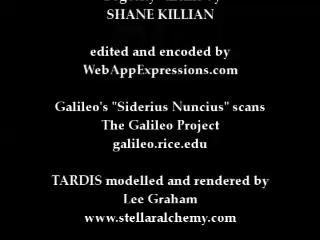 SHANE KILLIAN
edited and encoded by
WebAppExpressions.com
Galileo's "Siderius Nuncius" scans
The Galileo Project
galileo.rice.edu
TARDIS modelled and rendered by
Lee Graham
www.stellaralchemy.com